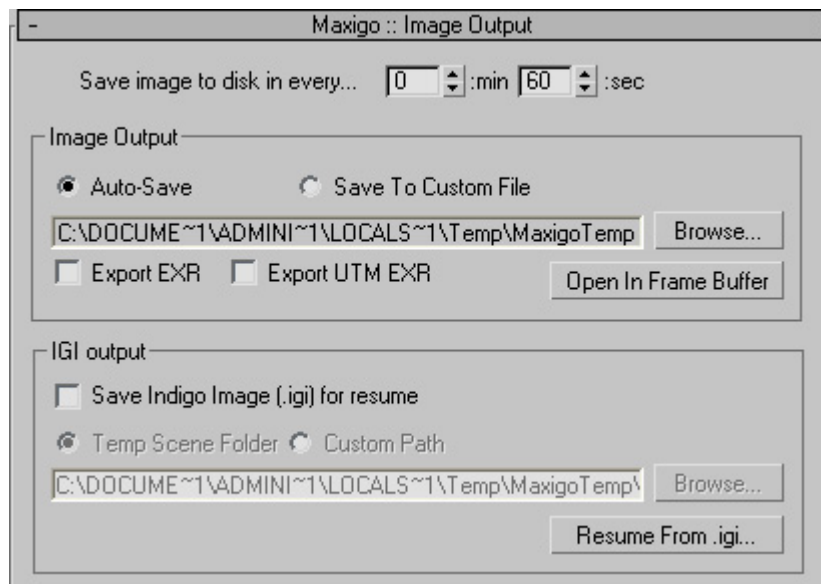 - Maxigo :: Image Output
Save image to disk in every... 0 :min 60 :sec
Image Output
Auto-Save Save To Custom File
C:\DOCUME~1\ADMINI~1\LOCALS~1\Temp\MaxigoTemp Browse...
Export EXR Export UTM EXR Open In Frame Buffer
IGI output
Save Indigo Image (.igi) for resume
Temp Scene Folder Custom Path
C:\DOCUME~1\ADMINI~1\LOCALS~1\Temp\MaxigoTemp\ Browse...
Resume From .igi...